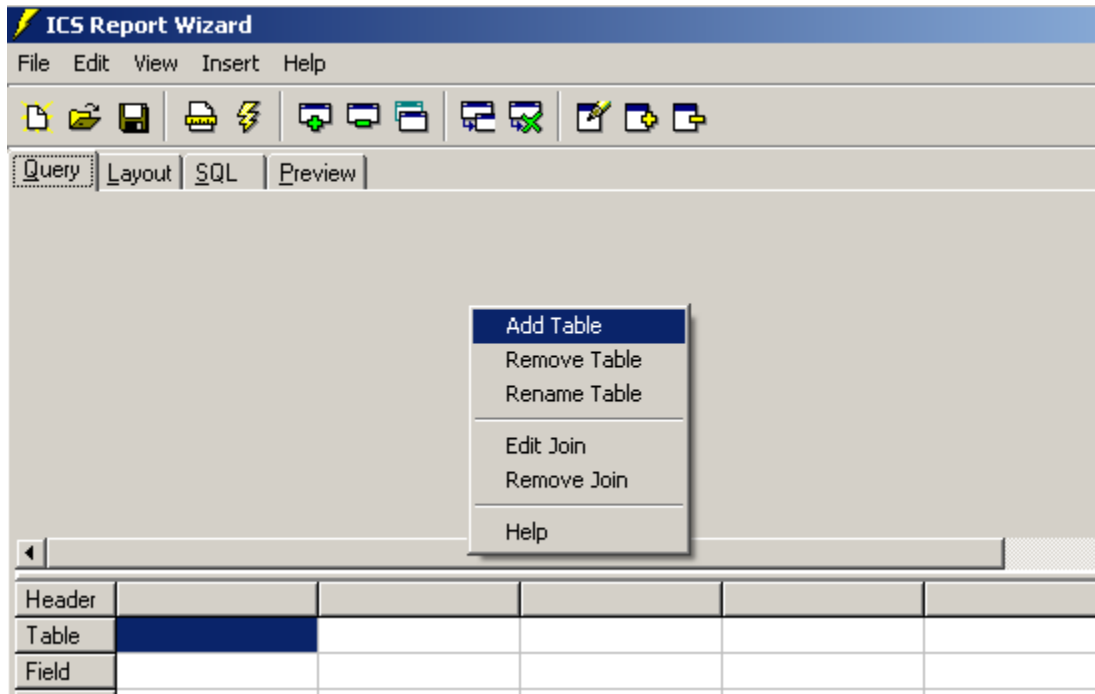 ICS Report Wizard
File Edit View Insert Help
Query Layout SQL Preview
Add Table
Remove Table
Rename Table
Edit Join
Remove Join
Help
Header
Table
Field